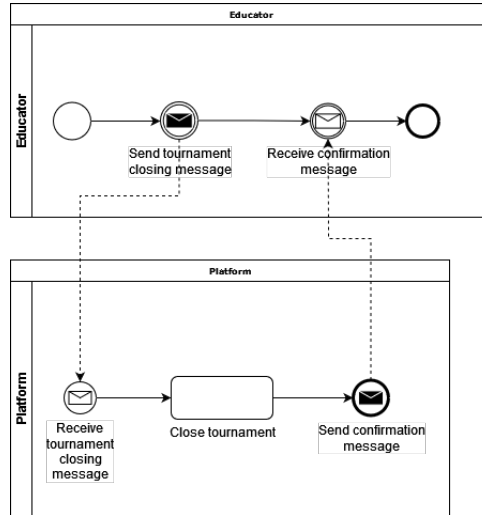 Educator
Educator
Send tournament
closing message
Receive confirmation
message
Platform
Platform
Receive
tournament
closing
message
Close tournament
Send confirmation
message